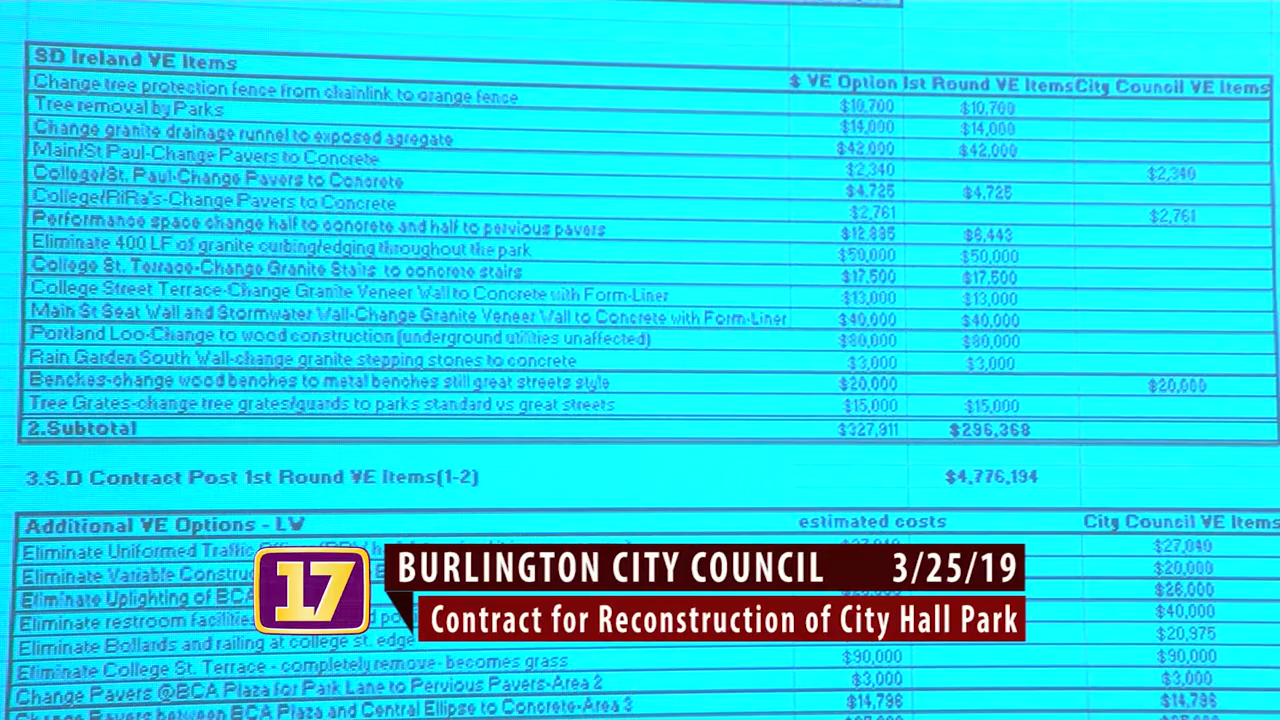 SD Ireland VE Items
$ VE Option 1st Round VE Items City Council VE Items
Change tree protection fence from chainlink to orange fence $10,700 $10,700
Tree removal by Parks $14,000 $14,000
Change granite drainage runnel to exposed agregate $42,000 $42,000
Main/St Paul-Change Pavers to Concrete $2,340 $2,340
College/St. Paul-Change Pavers to Concrete $4,725 $4,725
College/RiRa's-Change Pavers to Concrete $2,761 $2,761
Performance space change half to concrete and half to pervious pavers $12,885 $6,443
Eliminate 400 LF of granite curbing/edging throughout the park $50,000 $50,000
College St. Terrace-Change Granite Stairs to concrete stairs $17,500 $17,500
College Street Terrace-Change Granite Veneer Wall to Concrete with Form-Liner $13,000 $13,000
Main St Seat Wall and Stormwater Wall-Change Granite Veneer Wall to Concrete with Form-Liner $40,000 $40,000
Portland Loo-Change to wood construction (underground utilities unaffected) $80,000 $80,000
Rain Garden South Wall-change granite stepping stones to concrete $3,000 $3,000
Benches-change wood benches to metal benches still great streets style $20,000 $20,000
Tree Grates-change tree grates/guards to parks standard vs great streets $15,000 $15,000
2.Subtotal $327,911 $296,368
3.S.D Contract Post 1st Round VE Items(1-2) $4,776,194
Additional VE Options - LW estimated costs City Council VE Items
Eliminate Uniformed Traffic $27,040
Eliminate Variable $20,000
Eliminate Uplighting of BCA $26,000
Eliminate restroom facilities $40,000
Eliminate Bollards and railing at college st. edge $20,975
Eliminate College St. Terrace - completely remove- becomes grass $90,000 $90,000
Change Pavers @BCA Plaza for Park Lane to Pervious Pavers-Area 2 $3,000 $3,000
Change Pavers between BCA Plaza and Central Ellipse to Concrete-Area 3 $14,796 $14,796
17
BURLINGTON CITY COUNCIL 3/25/19
Contract for Reconstruction of City Hall Park